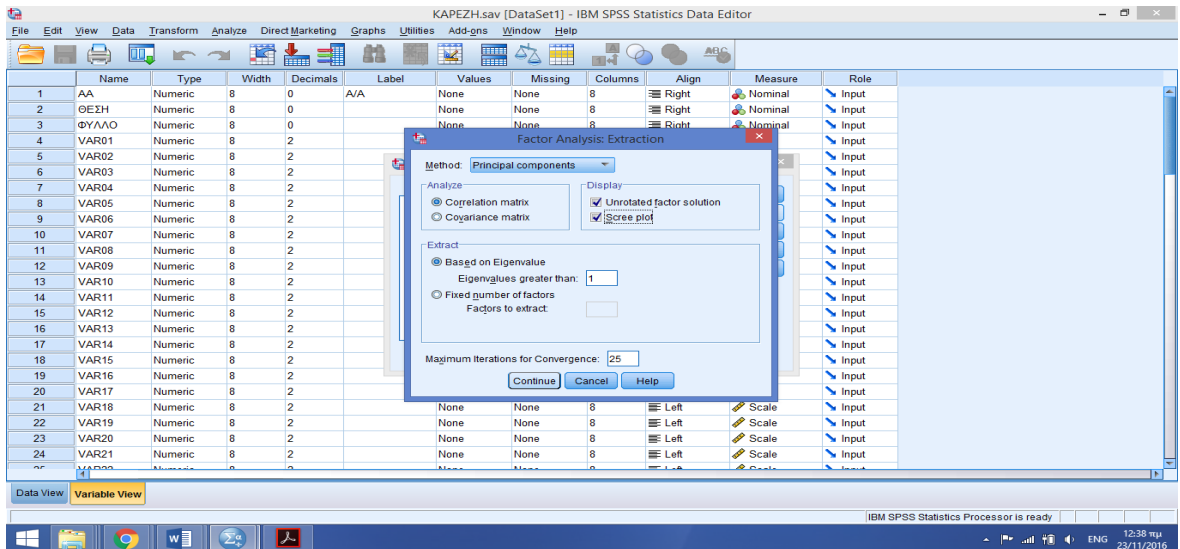 KAPEZH.sav [DataSet1] - IBM SPSS Statistics Data Editor
File Edit View Data Transform Analyze Direct Marketing Graphs Utilities Add-ons Window Help
Name Type Width Decimals Label Values Missing Columns Align Measure Role
1 AA Numeric 8 0 A/A None None 8 Right Nominal Input
2 ΘΕΣΗ Numeric 8 0 None None 8 Right Nominal Input
3 ΦΥΛΛΟ Numeric 8 0 None None 8 Right Nominal Input
4 VAR01 Numeric 8 2 Input
5 VAR02 Numeric 8 2 Input
6 VAR03 Numeric 8 2 Input
7 VAR04 Numeric 8 2 Input
8 VAR05 Numeric 8 2 Input
9 VAR06 Numeric 8 2 Input
10 VAR07 Numeric 8 2 Input
11 VAR08 Numeric 8 2 Input
12 VAR09 Numeric 8 2 Input
13 VAR10 Numeric 8 2 Input
14 VAR11 Numeric 8 2 Input
15 VAR12 Numeric 8 2 Input
16 VAR13 Numeric 8 2 Input
17 VAR14 Numeric 8 2 Input
18 VAR15 Numeric 8 2 Input
19 VAR16 Numeric 8 2 Input
20 VAR17 Numeric 8 2 Input
21 VAR18 Numeric 8 2 None None 8 Left Scale Input
22 VAR19 Numeric 8 2 None None 8 Left Scale Input
23 VAR20 Numeric 8 2 None None 8 Left Scale Input
24 VAR21 Numeric 8 2 None None 8 Left Scale Input
Factor Analysis: Extraction
Method: Principal components
Analyze
Correlation matrix
Covariance matrix
Display
Unrotated factor solution
Scree plot
Extract
Based on Eigenvalue
Eigenvalues greater than: 1
Fixed number of factors
Factors to extract:
Maximum Iterations for Convergence: 25
Continue Cancel Help
Data View Variable View
IBM SPSS Statistics Processor is ready
ENG 12:38 πμ
23/11/2016